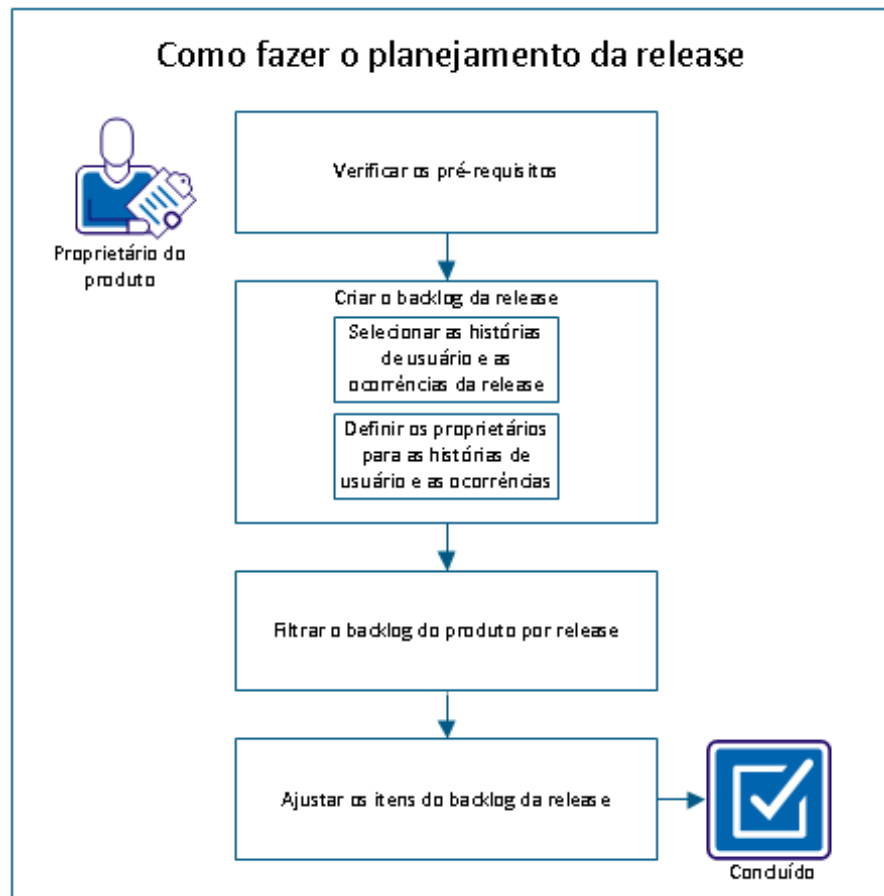 Como fazer o planejamento da release
Proprietário do
produto
Verificar os pré-requisitos
Criar o backlog da release
Selecionar as histórias
de usuário e as
ocorrências da release
Definir os proprietários
para as histórias de
usuário e as ocorrências
Filtrar o backlog do produto por release
Ajustar os itens do backlog da release
Concluído